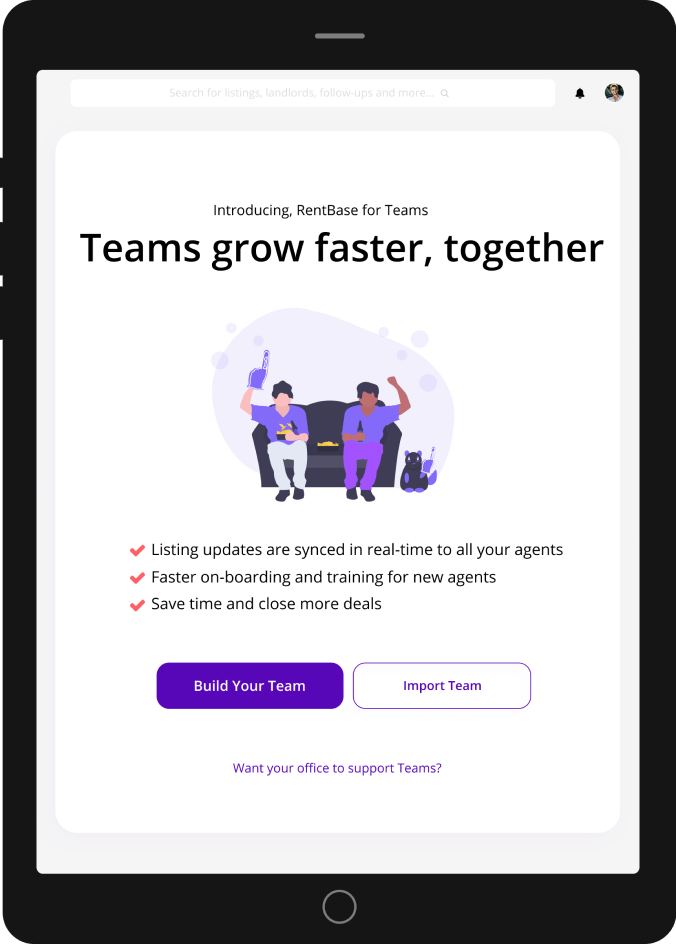 Search for listings, landlords, follow-ups and more...
Introducing, RentBase for Teams
Teams grow faster, together
Listing updates are synced in real-time to all your agents
Faster on-boarding and training for new agents
Save time and close more deals
Build Your Team
Import Team
Want your office to support Teams?